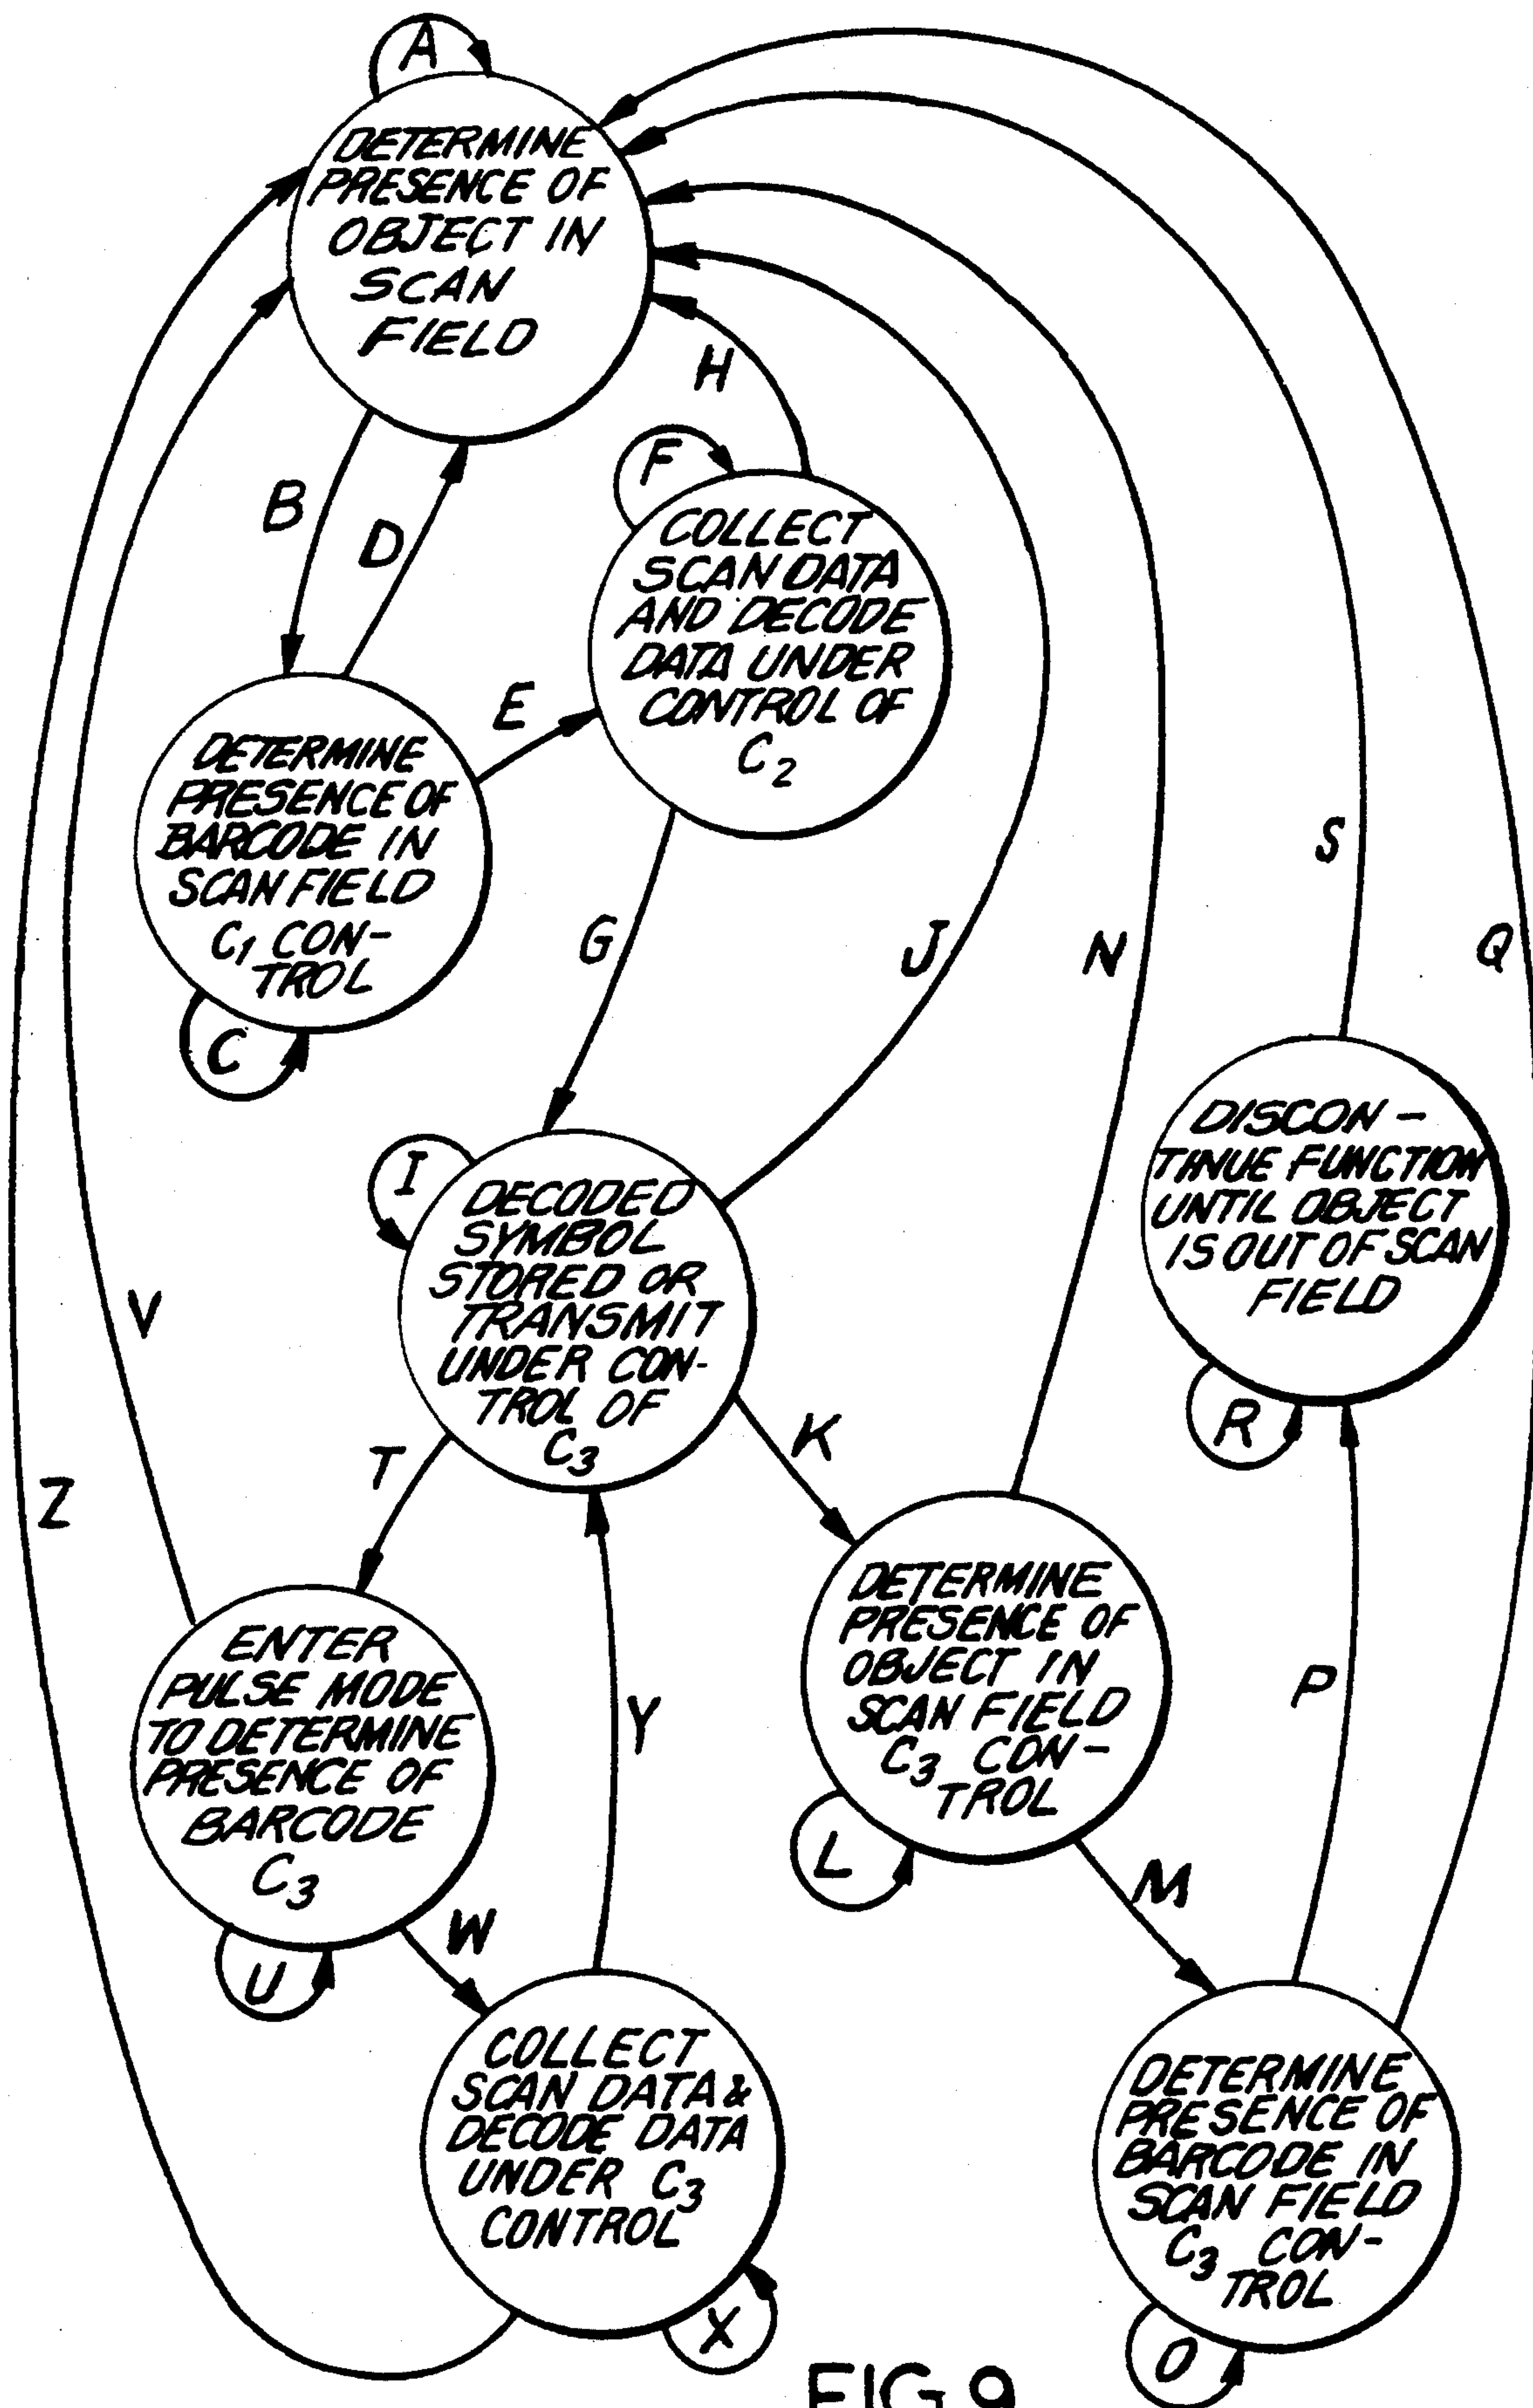 A
DETERMINE
PRESENCE OF
OBJECT IN
SCAN
FIELD
H
B
D
F
COLLECT
SCAN DATA
AND DECODE
DATA UNDER
CONTROL OF
C2
E
DETERMINE
PRESENCE OF
BARCODE IN
SCAN FIELD
C1 CON-
TROL
C
G
J
N
S
Q
DISCON-
TINUE FUNCTION
UNTIL OBJECT
IS OUT OF SCAN
FIELD
R
I
DECODED
SYMBOL
STORED OR
TRANSMIT
UNDER CON-
TROL OF
C3
V
Z
T
K
ENTER
PULSE MODE
TO DETERMINE
PRESENCE OF
BARCODE
C3
U
W
Y
DETERMINE
PRESENCE OF
OBJECT IN
SCAN FIELD
C3 CON-
TROL
L
M
P
COLLECT
SCAN DATA &
DECODE DATA
UNDER C3
CONTROL
X
DETERMINE
PRESENCE OF
BARCODE IN
SCAN FIELD
C3 CON-
TROL
O
FIG. 9